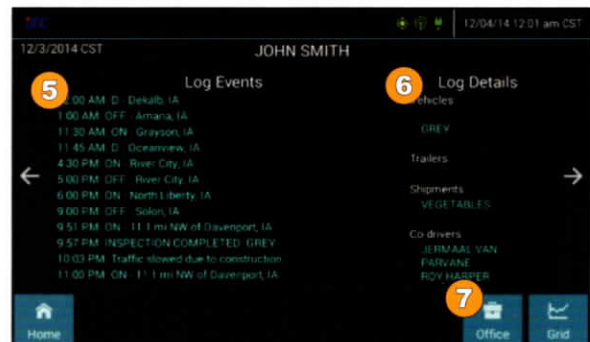 12/04/14 12:01 am CST
12/3/2014 CST
JOHN SMITH
5
Log Events
6
Log Details
:00 AM D - Dekalb, IA
1:00 AM OFF - Amana, IA
11:30 AM ON - Grayson, IA
11:45 AM D - Oceanview, IA
4:30 PM ON - River City, IA
5:00 PM OFF - River City, IA
6:00 PM ON - North Liberty, IA
9:00 PM OFF - Solon, IA
9:51 PM ON - 11.1 mi NW of Davenport, IA
9:57 PM INSPECTION COMPLETED GREY
10:03 PM Traffic slowed due to construction
11:00 PM ON - 11.1 mi NW of Davenport, IA
ehicles
GREY
Trailers
Shipments
VEGETABLES
Co-drivers
JERMAAL VAN
PARVANE
ROY HARPER
7
Home
Office
Grid